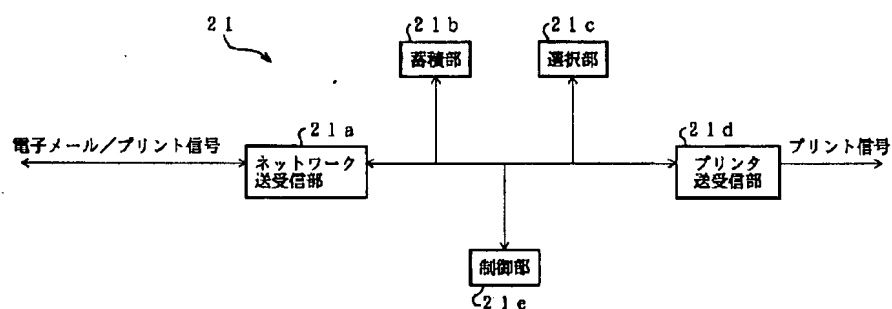 21
21b
蓄積部
21c
選択部
電子メール/プリント信号
21a
ネットワーク
送受信部
21d
プリンタ
送受信部
プリント信号
制御部
21e